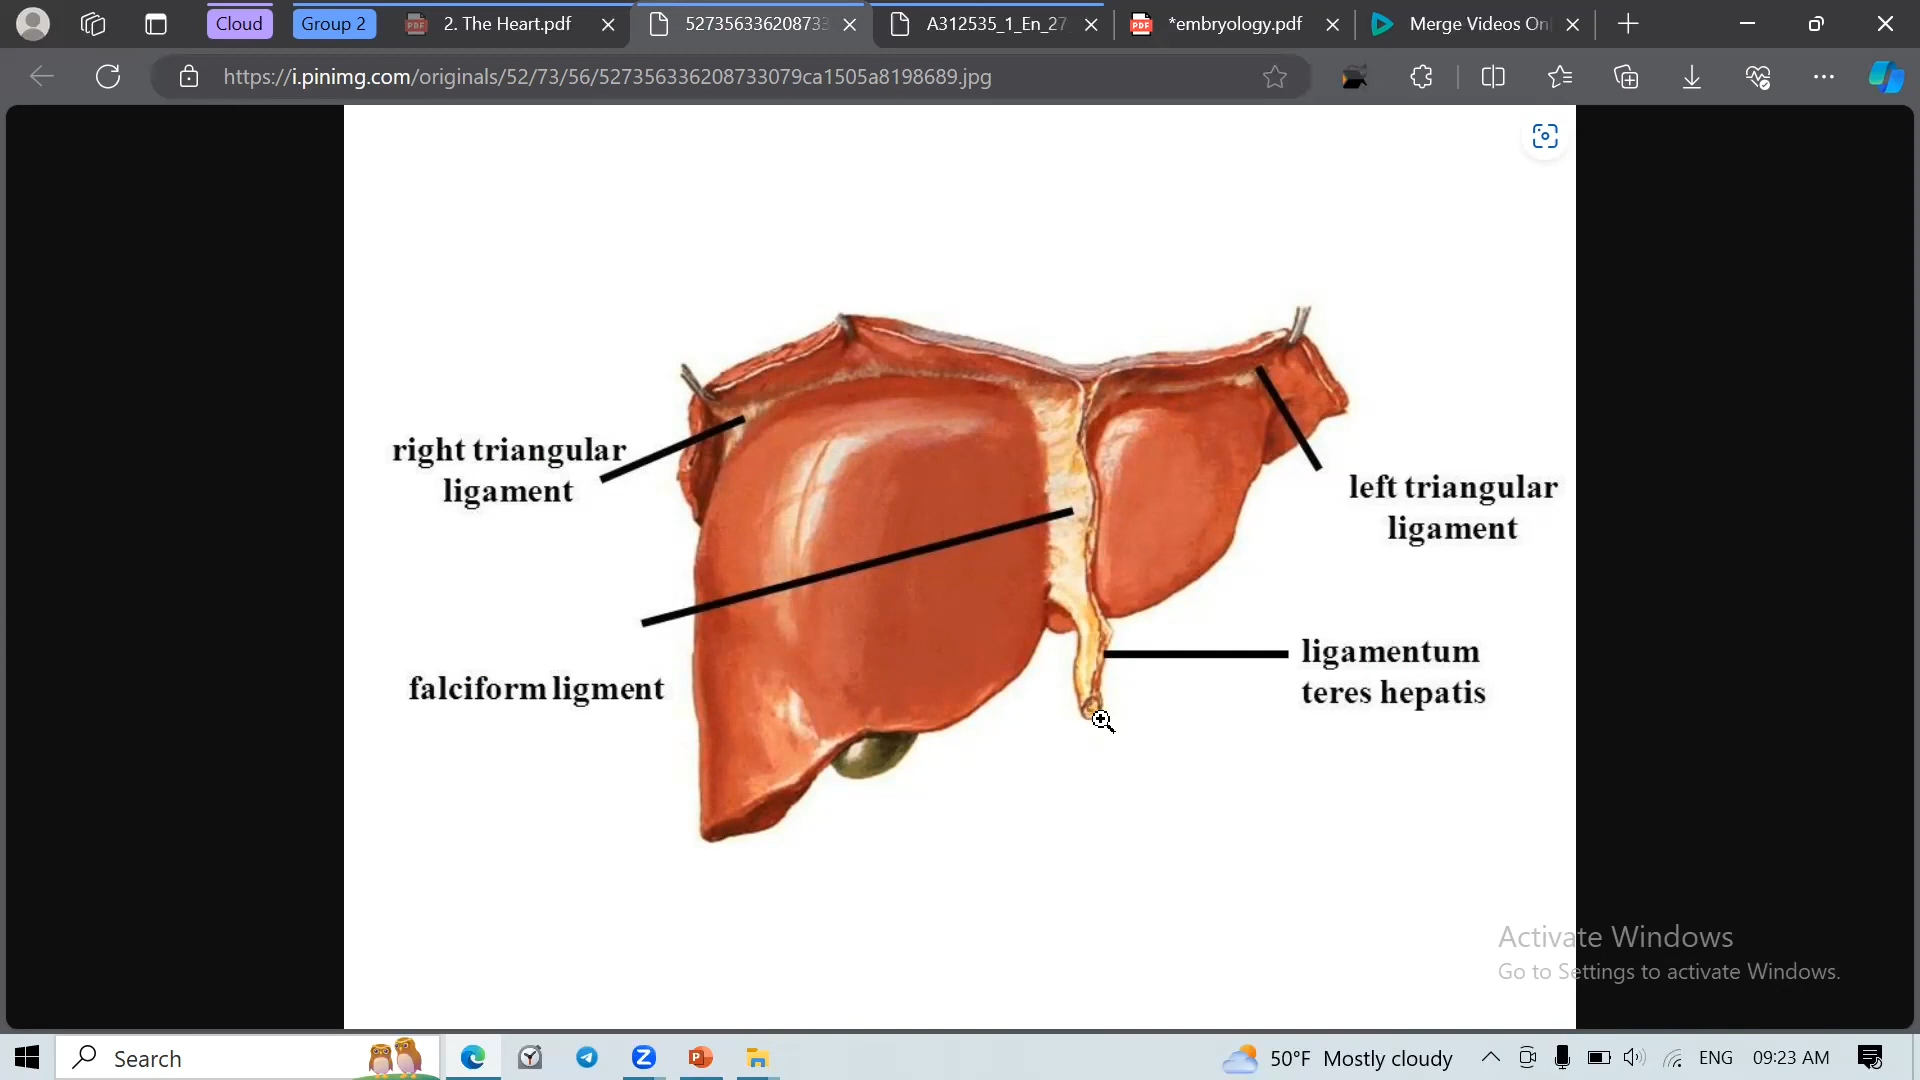 Cloud
Group 2
2. The Heart.pdf
527356336208733
A312535_1_En_27
*embryology.pdf
Merge Videos Onl
https://i.pinimg.com/originals/52/73/56/527356336208733079ca1505a8198689.jpg
right triangular
ligament
left triangular
ligament
falciform ligment
ligamentum
teres hepatis
Activate Windows
Go to Settings to activate Windows.
Search
50°F Mostly cloudy
ENG
09:23 AM